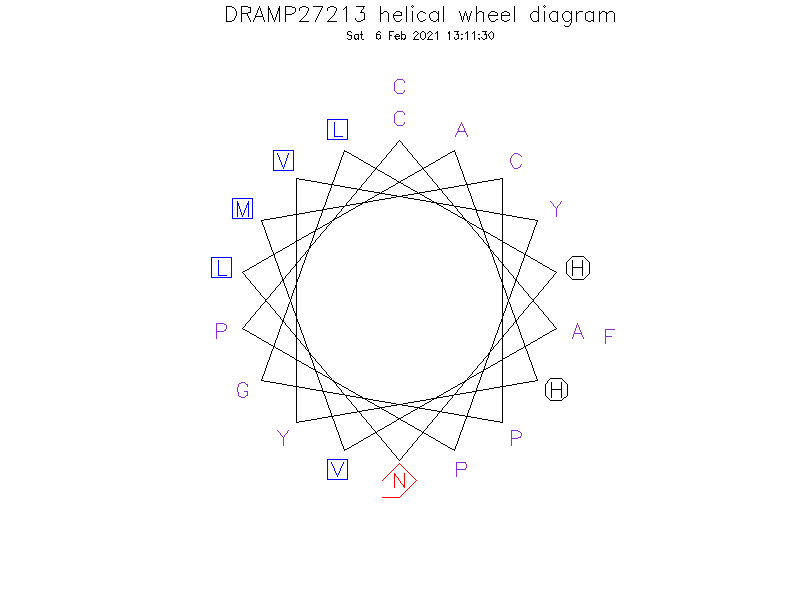 DRAMP27213 helical wheel diagram
Sat 6 Feb 2021 13:11:30
C
C
L A
V C
M Y
L H
P A F
G H
Y P
V P
N